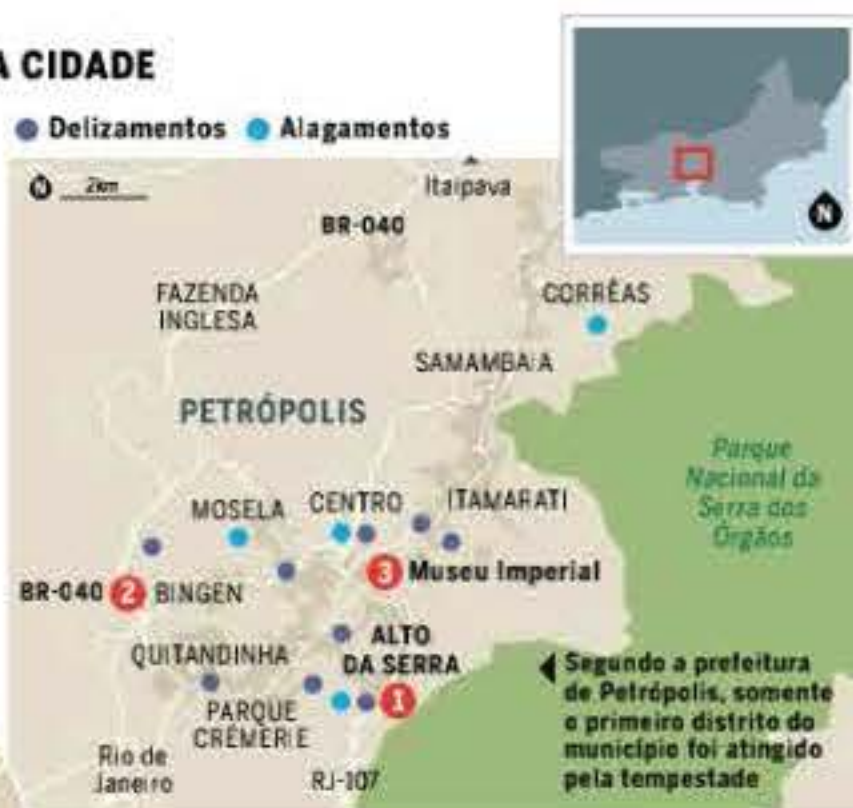 A CIDADE
Delizamentos Alagamentos
N 2km
Itaipava
N
BR-040
FAZENDA
INGLESA
CORRÊAS
SAMAMBAIA
PETRÓPOLIS
Parque
Nacional da
Serra dos
Órgãos
MOSELA
CENTRO
ITAMARATI
3 Museu Imperial
BR-040 2 BINGEN
QUITANDINHA
ALTO
DA SERRA
1
PARQUE
CRÉMERIE
Rio de
Janeiro
RJ-107
Segundo a prefeitura
de Petrópolis, somente
o primeiro distrito do
município foi atingido
pela tempestade